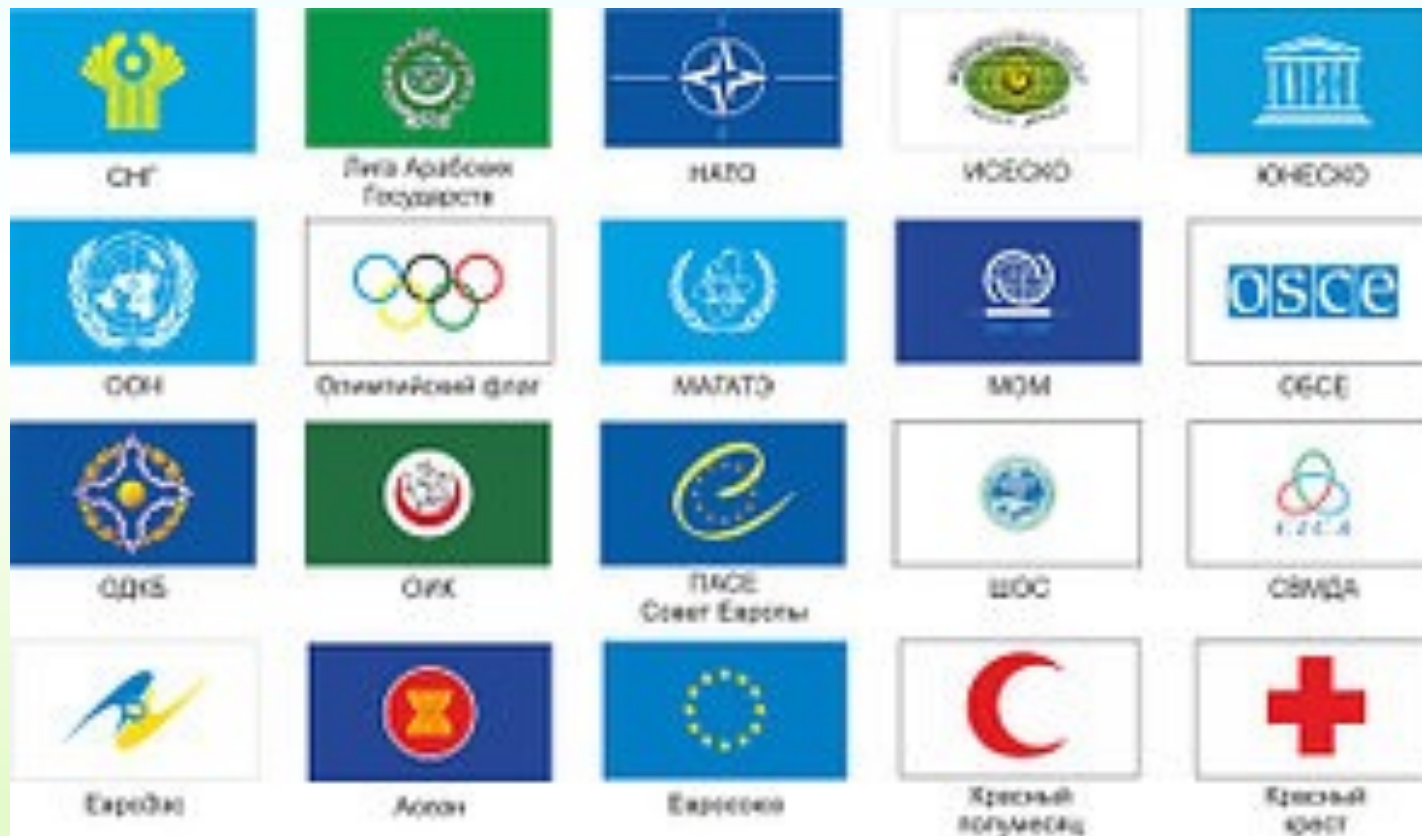 СНГ
Лига Арабских
Государств
НАТО
ИСЕСКО
ЮНЕСКО
ООН
Олимпийский флаг
МАГАТЭ
МОМ
osce
ОБСЕ
ОДКБ
ОИК
ПАСЕ
Совет Европы
ШОС
СВМДА
ЕврАзэс
Асеан
Евросоюз
Красный
полумесяц
Красный
крест